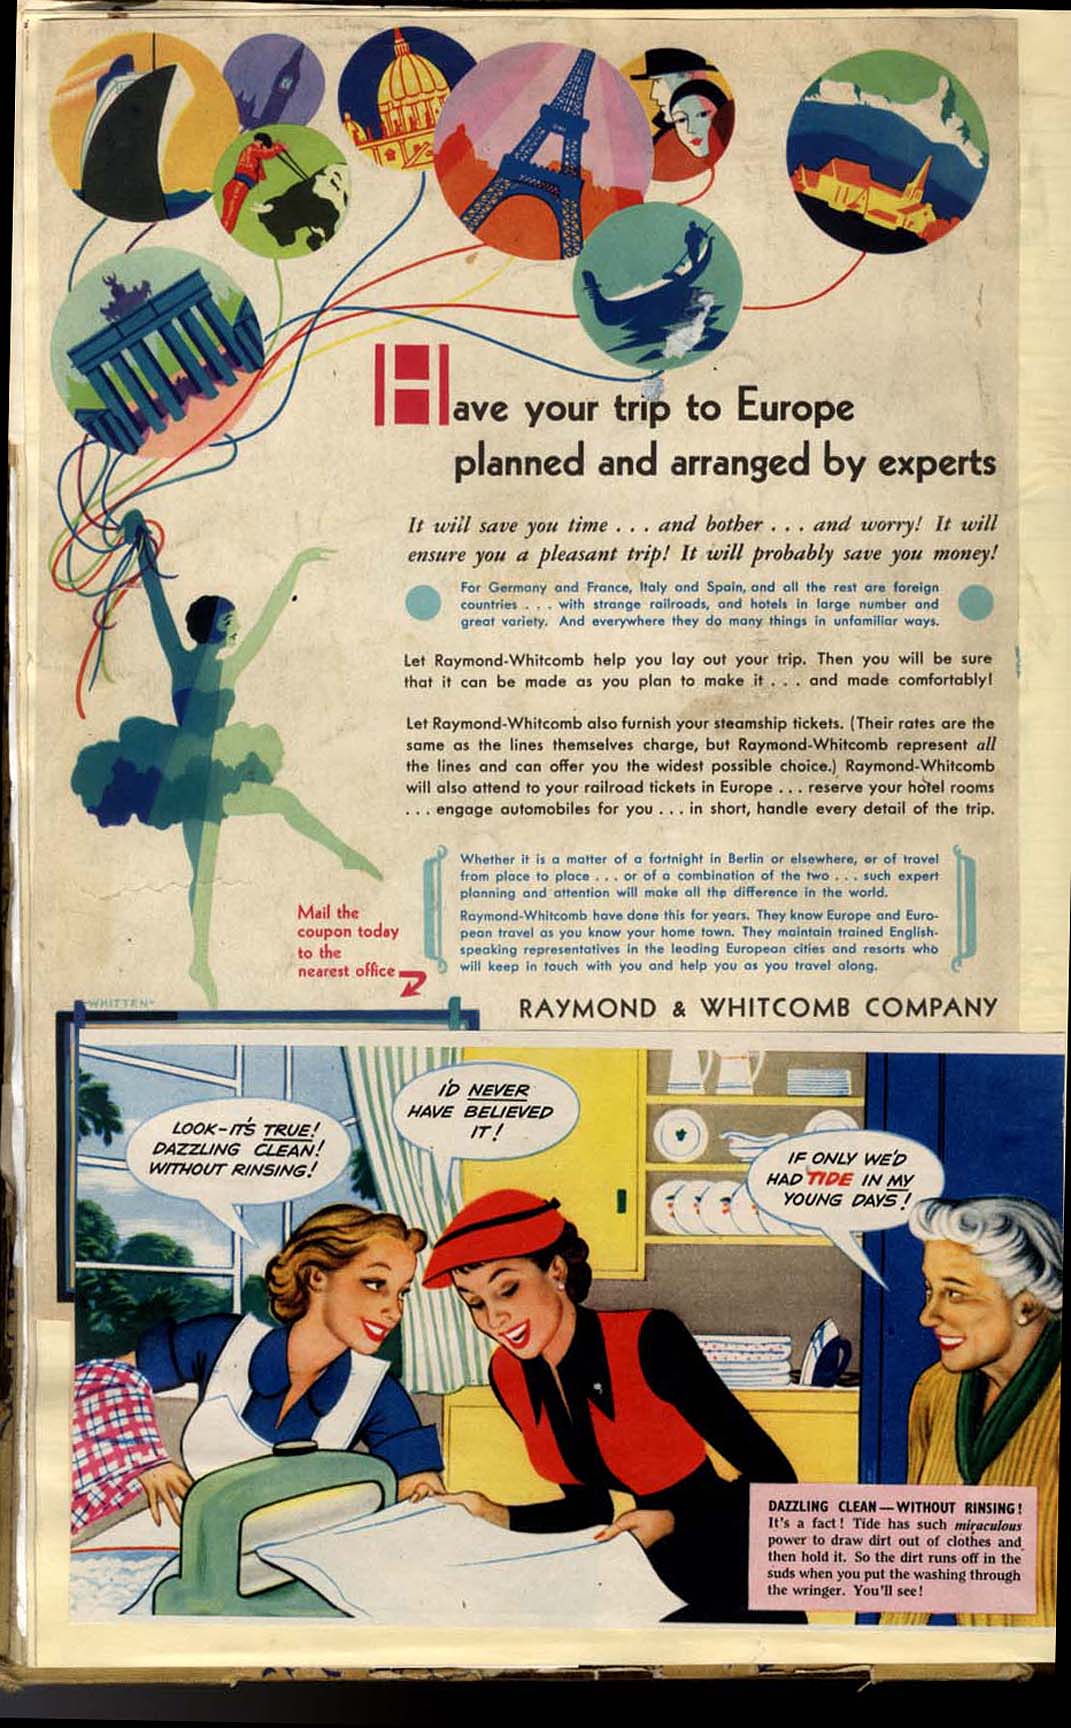 Have your trip to Europe
planned and arranged by experts
It will save you time . . . and bother . . . and worry! It will
ensure you a pleasant trip! It will probably save you money!
For Germany and France, Italy and Spain, and all the rest are foreign
countries . . . with strange railroads, and hotels in large number and
great variety. And everywhere they do many things in unfamiliar ways.
Let Raymond-Whitcomb help you lay out your trip. Then you will be sure
that it can be made as you plan to make it . . . and made comfortably!
Let Raymond-Whitcomb also furnish your steamship tickets. (Their rates are the
same as the lines themselves charge, but Raymond-Whitcomb represent all
the lines and can offer you the widest possible choice.) Raymond-Whitcomb
will also attend to your railroad tickets in Europe . . . reserve your hotel rooms
. . . engage automobiles for you . . . in short, handle every detail of the trip.
Whether it is a matter of a fortnight in Berlin or elsewhere, or of travel
from place to place . . . or of a combination of the two . . . such expert
planning and attention will make all the difference in the world.
Raymond-Whitcomb have done this for years. They know Europe and Euro-
pean travel as you know your home town. They maintain trained English-
speaking representatives in the leading European cities and resorts who
will keep in touch with you and help you as you travel along.
Mail the
coupon today
to the
nearest office
-WHITTEN-
RAYMOND & WHITCOMB COMPANY
LOOK-IT'S TRUE!
DAZZLING CLEAN!
WITHOUT RINSING!
I'D NEVER
HAVE BELIEVED
IT!
IF ONLY WE'D
HAD TIDE IN MY
YOUNG DAYS!
DAZZLING CLEAN—WITHOUT RINSING!
It's a fact! Tide has such miraculous
power to draw dirt out of clothes and
then hold it. So the dirt runs off in the
suds when you put the washing through
the wringer. You'll see!